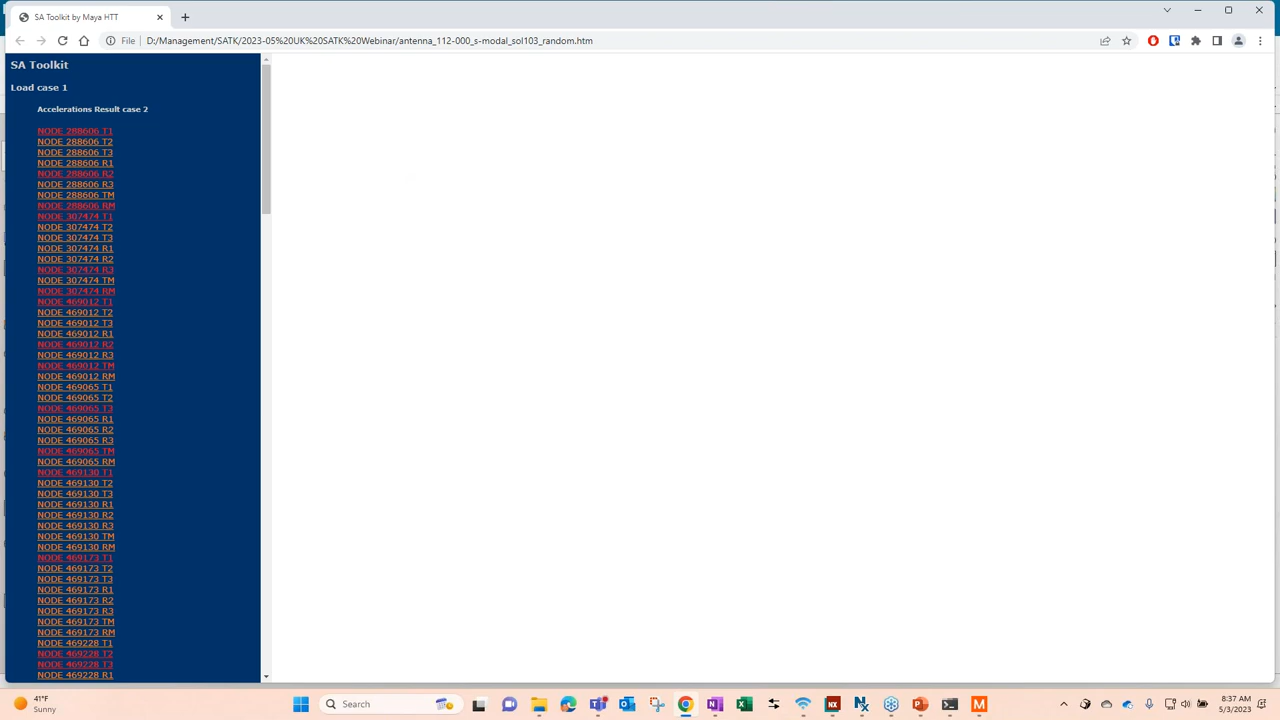 SA Toolkit by Maya HTT
File D:/Management/SATK/2023-05%20UK%20SATK%20Webinar/antenna_112-000_s-modal_sol103_random.htm
SA Toolkit
Load case 1
Accelerations Result case 2
NODE 288606 T1
NODE 288606 T2
NODE 288606 T3
NODE 288606 R1
NODE 288606 R2
NODE 288606 R3
NODE 288606 TM
NODE 288606 RM
NODE 307474 T1
NODE 307474 T2
NODE 307474 T3
NODE 307474 R1
NODE 307474 R2
NODE 307474 R3
NODE 307474 TM
NODE 307474 RM
NODE 469012 T1
NODE 469012 T2
NODE 469012 T3
NODE 469012 R1
NODE 469012 R2
NODE 469012 R3
NODE 469012 TM
NODE 469012 RM
NODE 469065 T1
NODE 469065 T2
NODE 469065 T3
NODE 469065 R1
NODE 469065 R2
NODE 469065 R3
NODE 469065 TM
NODE 469065 RM
NODE 469130 T1
NODE 469130 T2
NODE 469130 T3
NODE 469130 R1
NODE 469130 R2
NODE 469130 R3
NODE 469130 TM
NODE 469130 RM
NODE 469173 T1
NODE 469173 T2
NODE 469173 T3
NODE 469173 R1
NODE 469173 R2
NODE 469173 R3
NODE 469173 TM
NODE 469173 RM
NODE 469228 T1
NODE 469228 T2
NODE 469228 T3
NODE 469228 R1
41°F
Sunny
Search
8:37 AM
5/3/2023